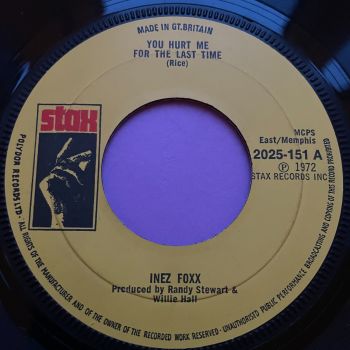 MADE IN GT.BRITAIN
YOU HURT ME
FOR THE LAST TIME
(Rice)
stax
MCPS
East/Memphis
2025-151 A
℗ 1972
STAX RECORDS INC
INEZ FOXX
Produced by Randy Stewart &
Willie Hall
POLYDOR RECORDS LTD. · ALL RIGHTS OF THE MANUFACTURER AND OF THE OWNER OF THE RECORDED WORK RESERVED · UNAUTHORISED PUBLIC PERFORMANCE BROADCASTING AND COPYING OF THIS RECORD PROHIBITED